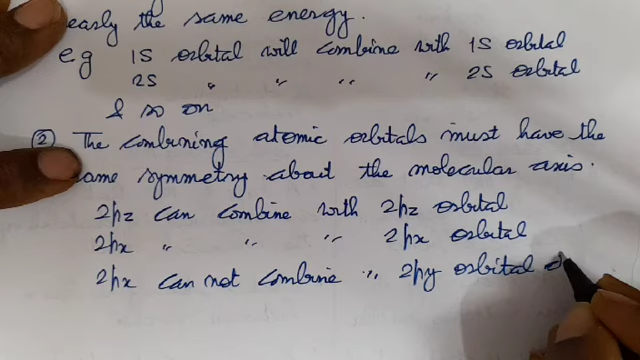 early the same energy.
eg 1S orbital will combine with 1S orbital
2S " " " " 2S orbital
& so on
② The combining atomic orbitals must have the
ame symmetry about the molecular axis.
2pz can combine with 2pz orbital
2px " " " 2px orbital
2px can not combine " 2py orbital